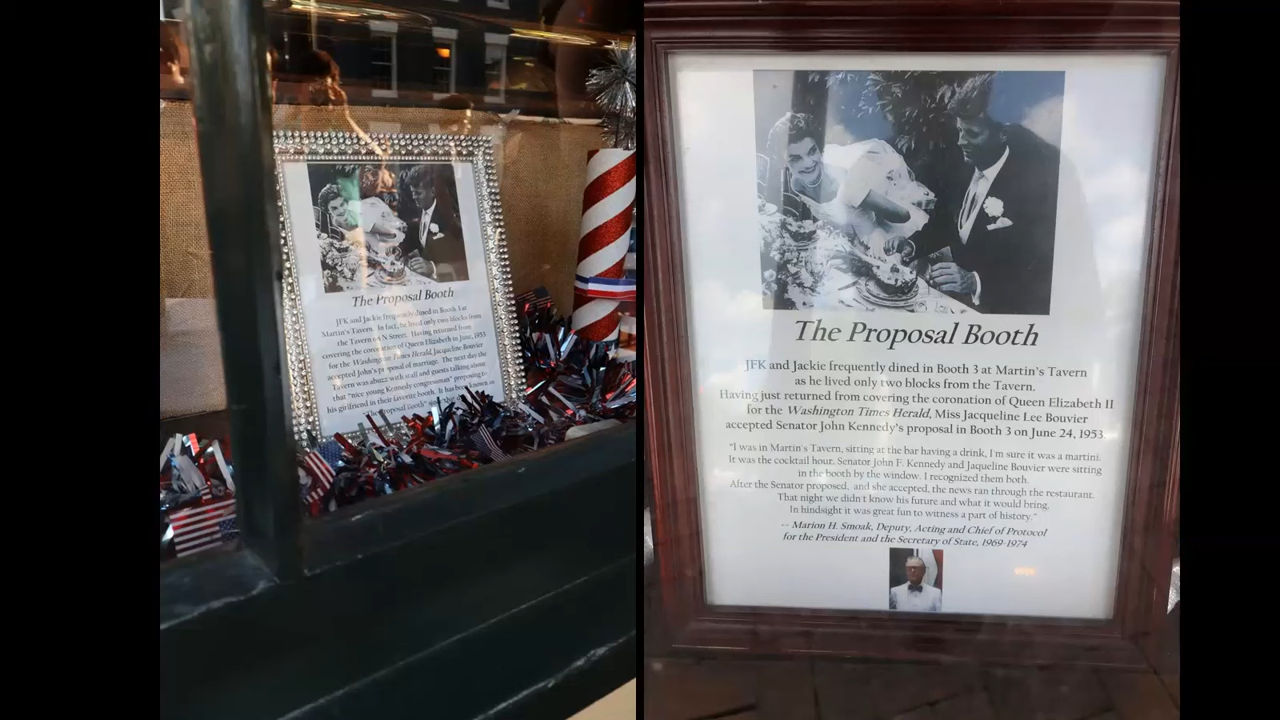 The Proposal Booth
JFK and Jackie frequently dined in Booth 3 at
Martin's Tavern. In fact, he lived only two blocks from
the Tavern on N Street. Having returned from
covering the coronation of Queen Elizabeth in June, 1953
for the Washington Times Herald, Jacqueline Bouvier
accepted John's proposal of marriage. The next day the
Tavern was abuzz with staff and guests talking about
that "nice young Kennedy congressman" proposing to
his girlfriend in their favorite booth. It has been known as
"The Proposal Booth"
The Proposal Booth
JFK and Jackie frequently dined in Booth 3 at Martin's Tavern
as he lived only two blocks from the Tavern.
Having just returned from covering the coronation of Queen Elizabeth II
for the Washington Times Herald, Miss Jacqueline Lee Bouvier
accepted Senator John Kennedy's proposal in Booth 3 on June 24, 1953.
"I was in Martin's Tavern, sitting at the bar having a drink, I'm sure it was a martini.
It was the cocktail hour. Senator John F. Kennedy and Jaqueline Bouvier were sitting
in the booth by the window. I recognized them both.
After the Senator proposed, and she accepted, the news ran through the restaurant.
That night we didn't know his future and what it would bring.
In hindsight it was great fun to witness a part of history."
-- Marion H. Smoak, Deputy, Acting and Chief of Protocol
for the President and the Secretary of State, 1969-1974